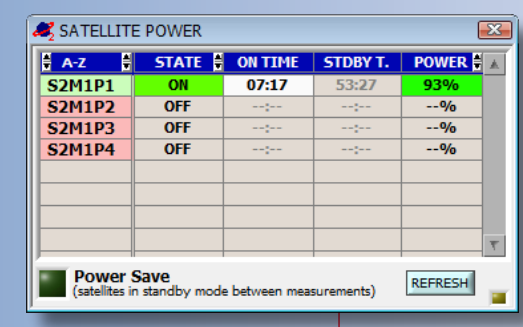 SATELLITE POWER
A-Z STATE ON TIME STDBY T. POWER
S2M1P1 ON 07:17 53:27 93%
S2M1P2 OFF --:-- --:-- --%
S2M1P3 OFF --:-- --:-- --%
S2M1P4 OFF --:-- --:-- --%
Power Save
(satellites in standby mode between measurements)
REFRESH